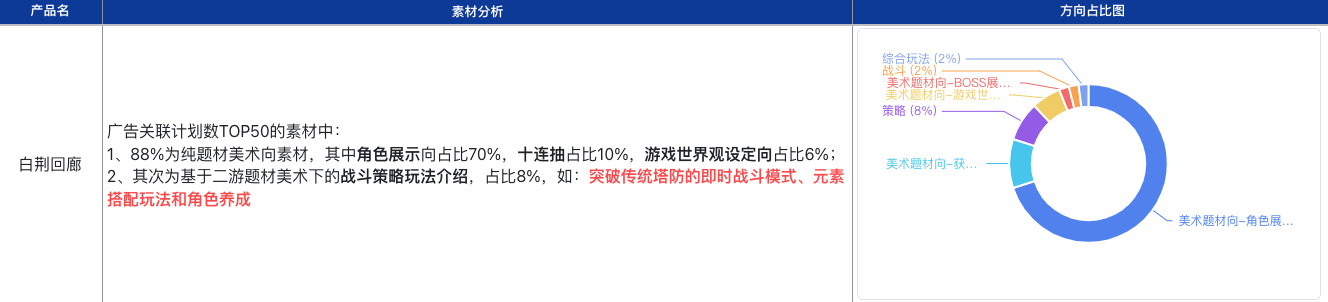 产品名
素材分析
方向占比图
白荆回廊
广告关联计划数TOP50的素材中：
1、88%为纯题材美术向素材，其中角色展示向占比70%，十连抽占比10%，游戏世界观设定向占比6%；
2、其次为基于二游题材美术下的战斗策略玩法介绍，占比8%，如：突破传统塔防的即时战斗模式、元素
搭配玩法和角色养成
综合玩法 (2%)
战斗 (2%)
美术题材向-BOSS展...
美术题材向-游戏世...
策略 (8%)
美术题材向-获...
美术题材向-角色展...